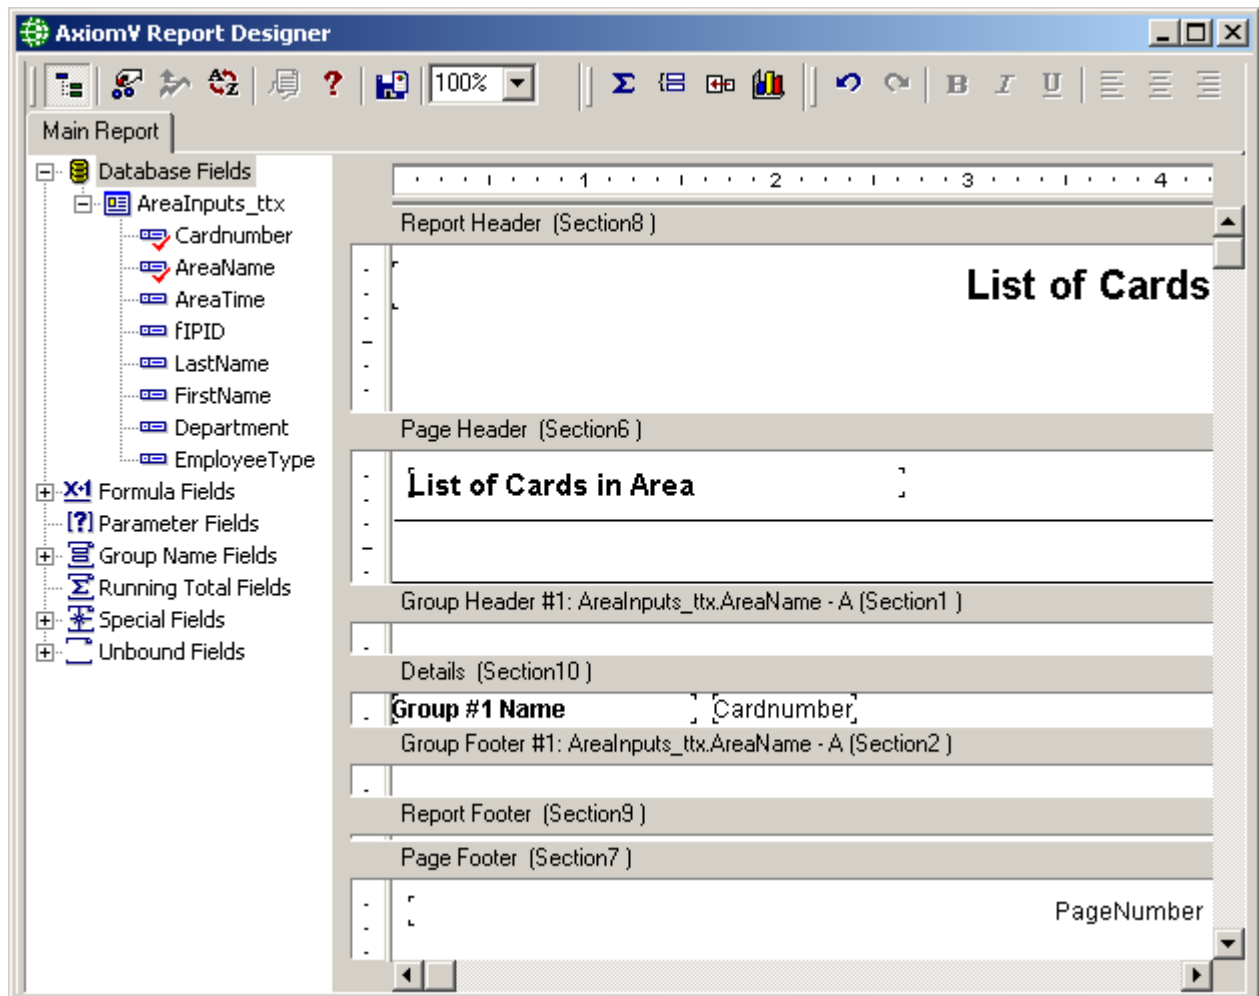 AxiomV Report Designer
100%
B I U
Main Report
Database Fields
AreaInputs_ttx
Cardnumber
AreaName
AreaTime
fIPID
LastName
FirstName
Department
EmployeeType
Formula Fields
Parameter Fields
Group Name Fields
Running Total Fields
Special Fields
Unbound Fields
1 2 3 4
Report Header (Section8 )
List of Cards
Page Header (Section6 )
List of Cards in Area
Group Header #1: AreaInputs_ttx.AreaName - A (Section1 )
Details (Section10 )
Group #1 Name Cardnumber
Group Footer #1: AreaInputs_ttx.AreaName - A (Section2 )
Report Footer (Section9 )
Page Footer (Section7 )
PageNumber